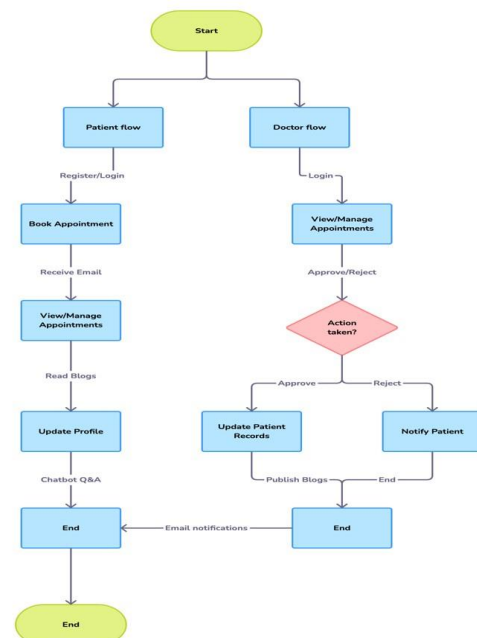 Start
Patient flow
Doctor flow
Register/Login
Login
Book Appointment
View/Manage
Appointments
Receive Email
Approve/Reject
View/Manage
Appointments
Action
taken?
Read Blogs
Approve
Reject
Update Profile
Update Patient
Records
Notify Patient
Chatbot Q&A
Publish Blogs
End
End
Email notifications
End
End